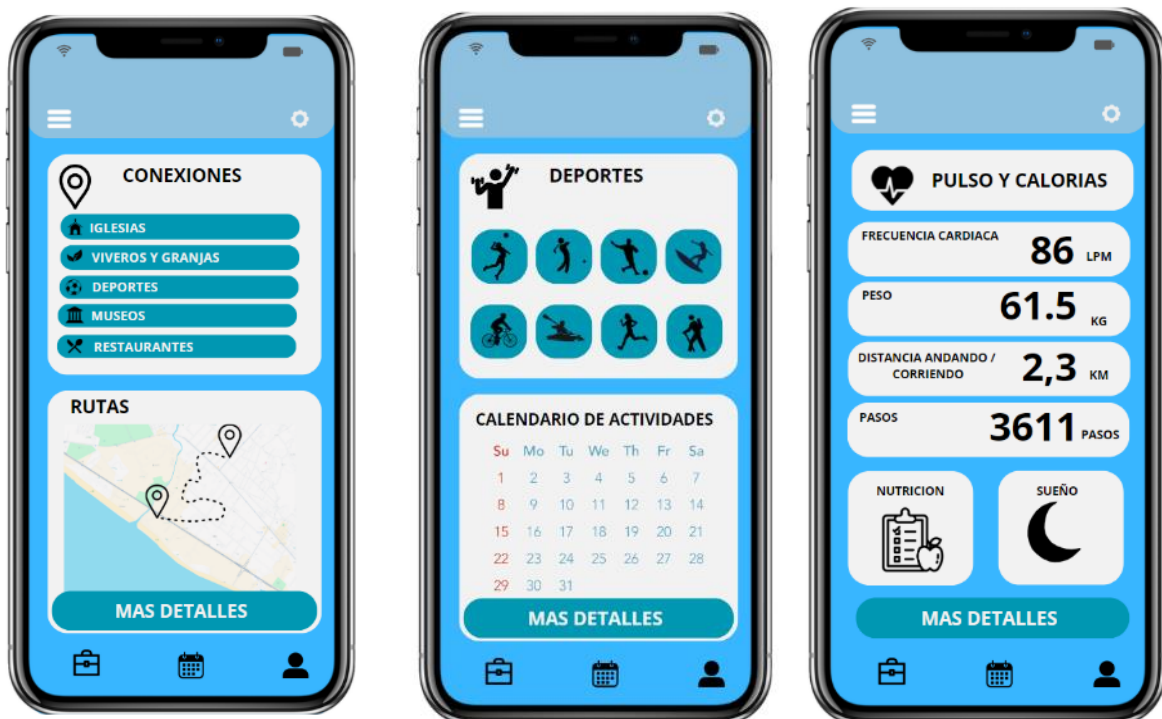 CONEXIONES
IGLESIAS
VIVEROS Y GRANJAS
DEPORTES
MUSEOS
RESTAURANTES
RUTAS
MAS DETALLES
DEPORTES
CALENDARIO DE ACTIVIDADES
Su Mo Tu We Th Fr Sa
1 2 3 4 5 6 7
8 9 10 11 12 13 14
15 16 17 18 19 20 21
22 23 24 25 26 27 28
29 30 31
MAS DETALLES
PULSO Y CALORIAS
FRECUENCIA CARDIACA 86 LPM
PESO 61.5 KG
DISTANCIA ANDANDO /
CORRIENDO 2,3 KM
PASOS 3611 PASOS
NUTRICION
SUEÑO
MAS DETALLES